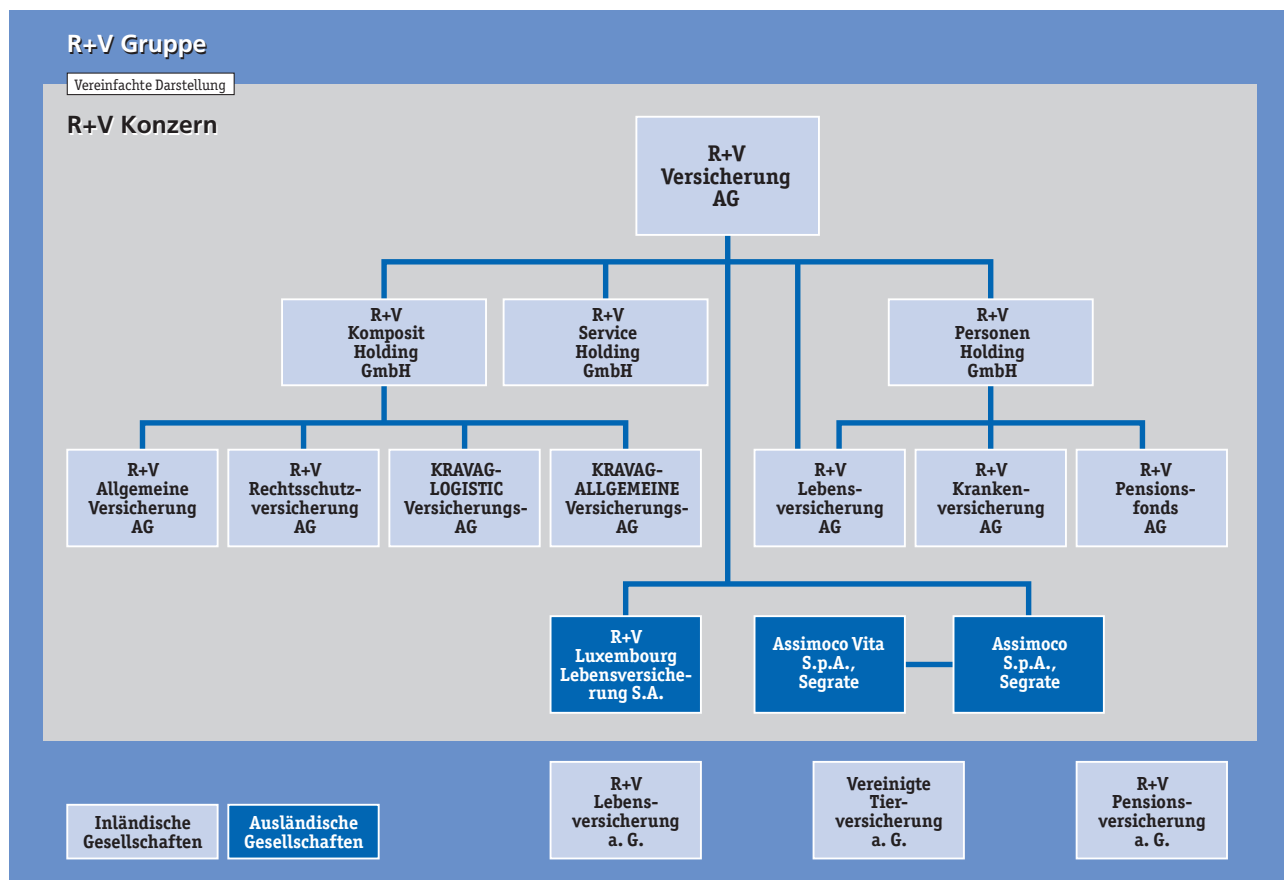 R+V Gruppe
Vereinfachte Darstellung
R+V Konzern
R+V
Versicherung
AG
R+V
Komposit
Holding
GmbH
R+V
Service
Holding
GmbH
R+V
Personen
Holding
GmbH
R+V
Allgemeine
Versicherung
AG
R+V
Rechtsschutz-
versicherung
AG
KRAVAG-
LOGISTIC
Versicherungs-
AG
KRAVAG-
ALLGEMEINE
Versicherungs-
AG
R+V
Lebens-
versicherung
AG
R+V
Kranken-
versicherung
AG
R+V
Pensions-
fonds
AG
R+V
Luxembourg
Lebensversiche-
rung S.A.
Assimoco Vita
S.p.A.,
Segrate
Assimoco
S.p.A.,
Segrate
R+V
Lebens-
versicherung
a. G.
Vereinigte
Tier-
versicherung
a. G.
R+V
Pensions-
versicherung
a. G.
Inländische
Gesellschaften
Ausländische
Gesellschaften